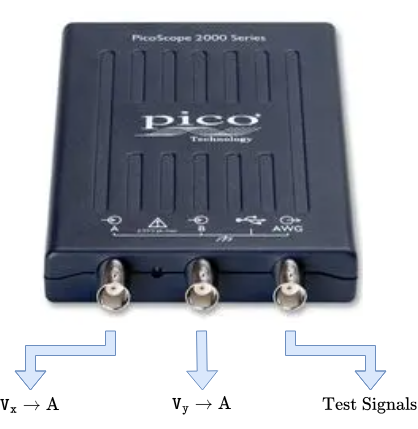 PicoScope 2000 Series
pico
Technology
A
B
AWG
Vx → A
Vy → A
Test Signals